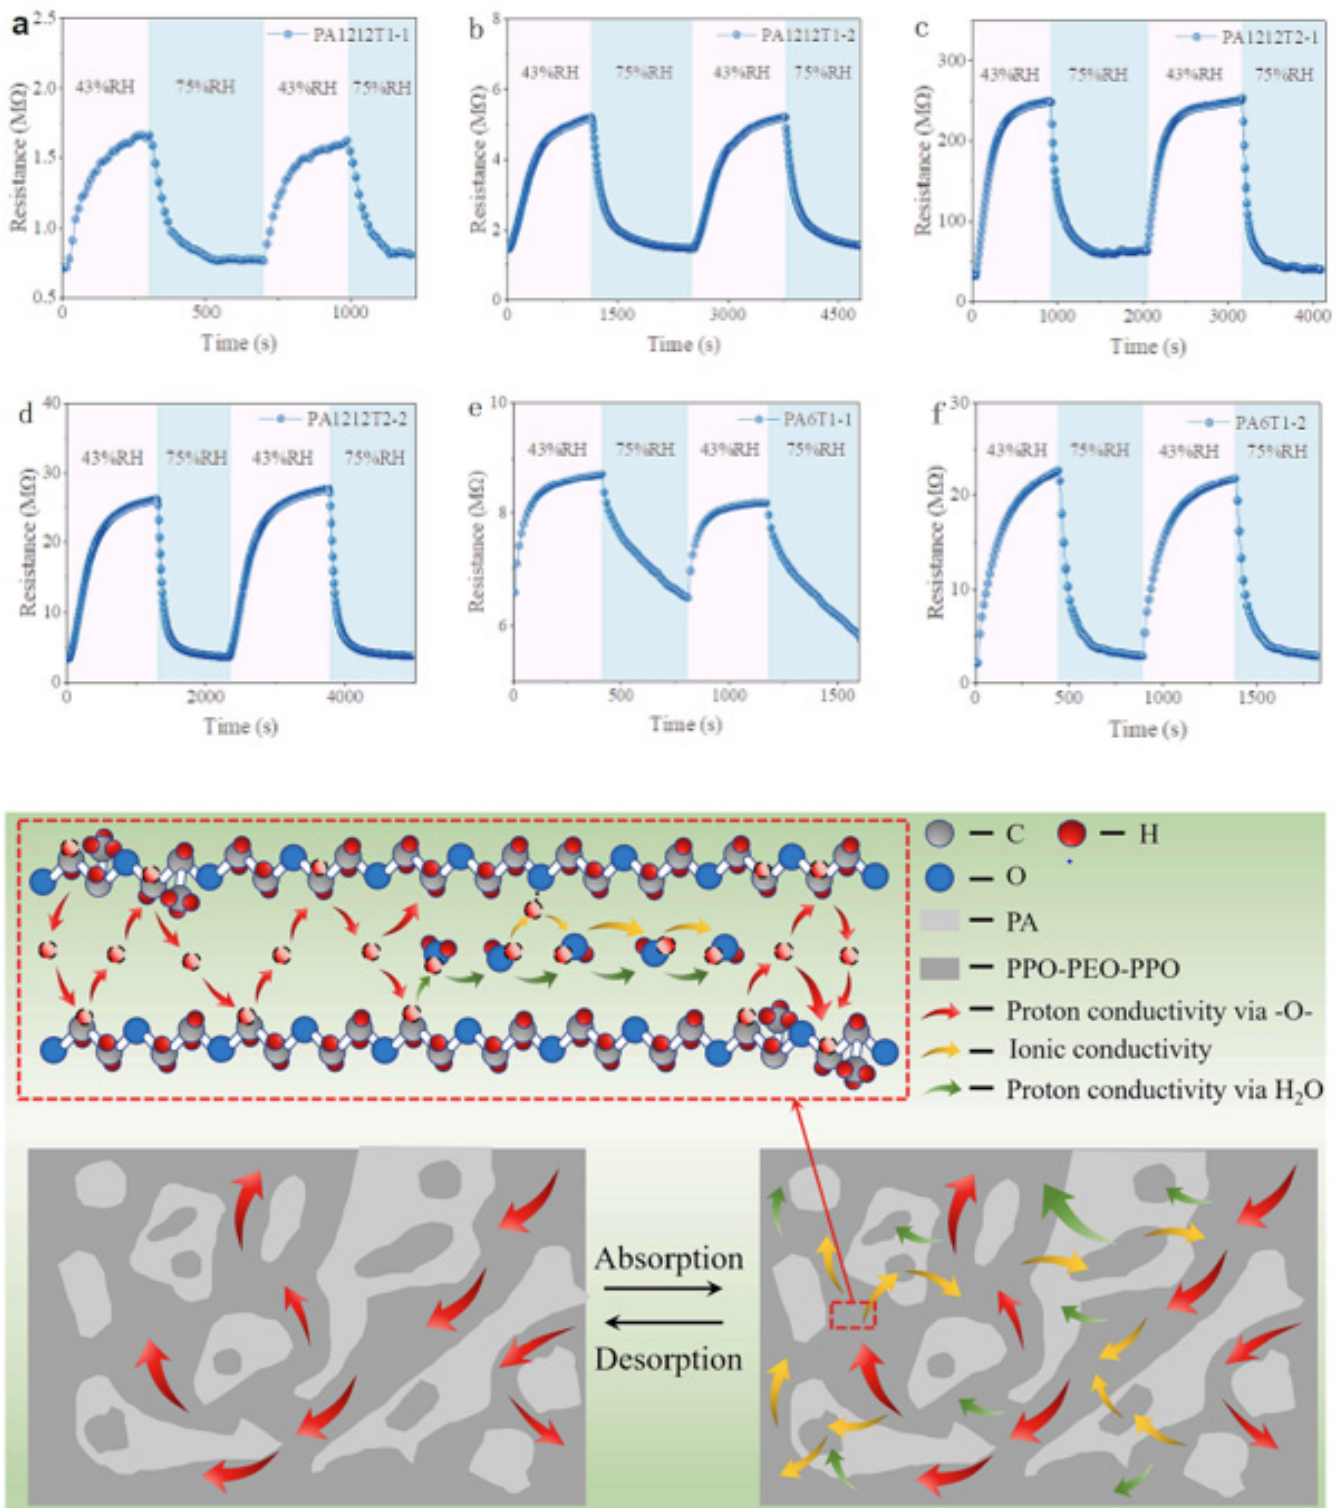 a
PA1212T1-1
43%RH 75%RH 43%RH 75%RH
2.5
2.0
1.5
1.0
0.5
Resistance (MΩ)
0 500 1000
Time (s)
b
PA1212T1-2
43%RH 75%RH 43%RH 75%RH
8
6
4
2
0
Resistance (MΩ)
0 1500 3000 4500
Time (s)
c
PA1212T2-1
43%RH 75%RH 43%RH 75%RH
300
250
200
150
100
50
0
Resistance (MΩ)
0 1000 2000 3000 4000
Time (s)
d
PA1212T2-2
43%RH 75%RH 43%RH 75%RH
40
30
20
10
0
Resistance (MΩ)
0 2000 4000
Time (s)
e
PA6T1-1
43%RH 75%RH 43%RH 75%RH
10
8
6
Resistance (MΩ)
0 500 1000 1500
Time (s)
f
PA6T1-2
43%RH 75%RH 43%RH 75%RH
30
20
10
0
Resistance (MΩ)
0 500 1000 1500
Time (s)
C H
O
PA
PPO-PEO-PPO
Proton conductivity via -O-
Ionic conductivity
Proton conductivity via H₂O
Absorption
Desorption